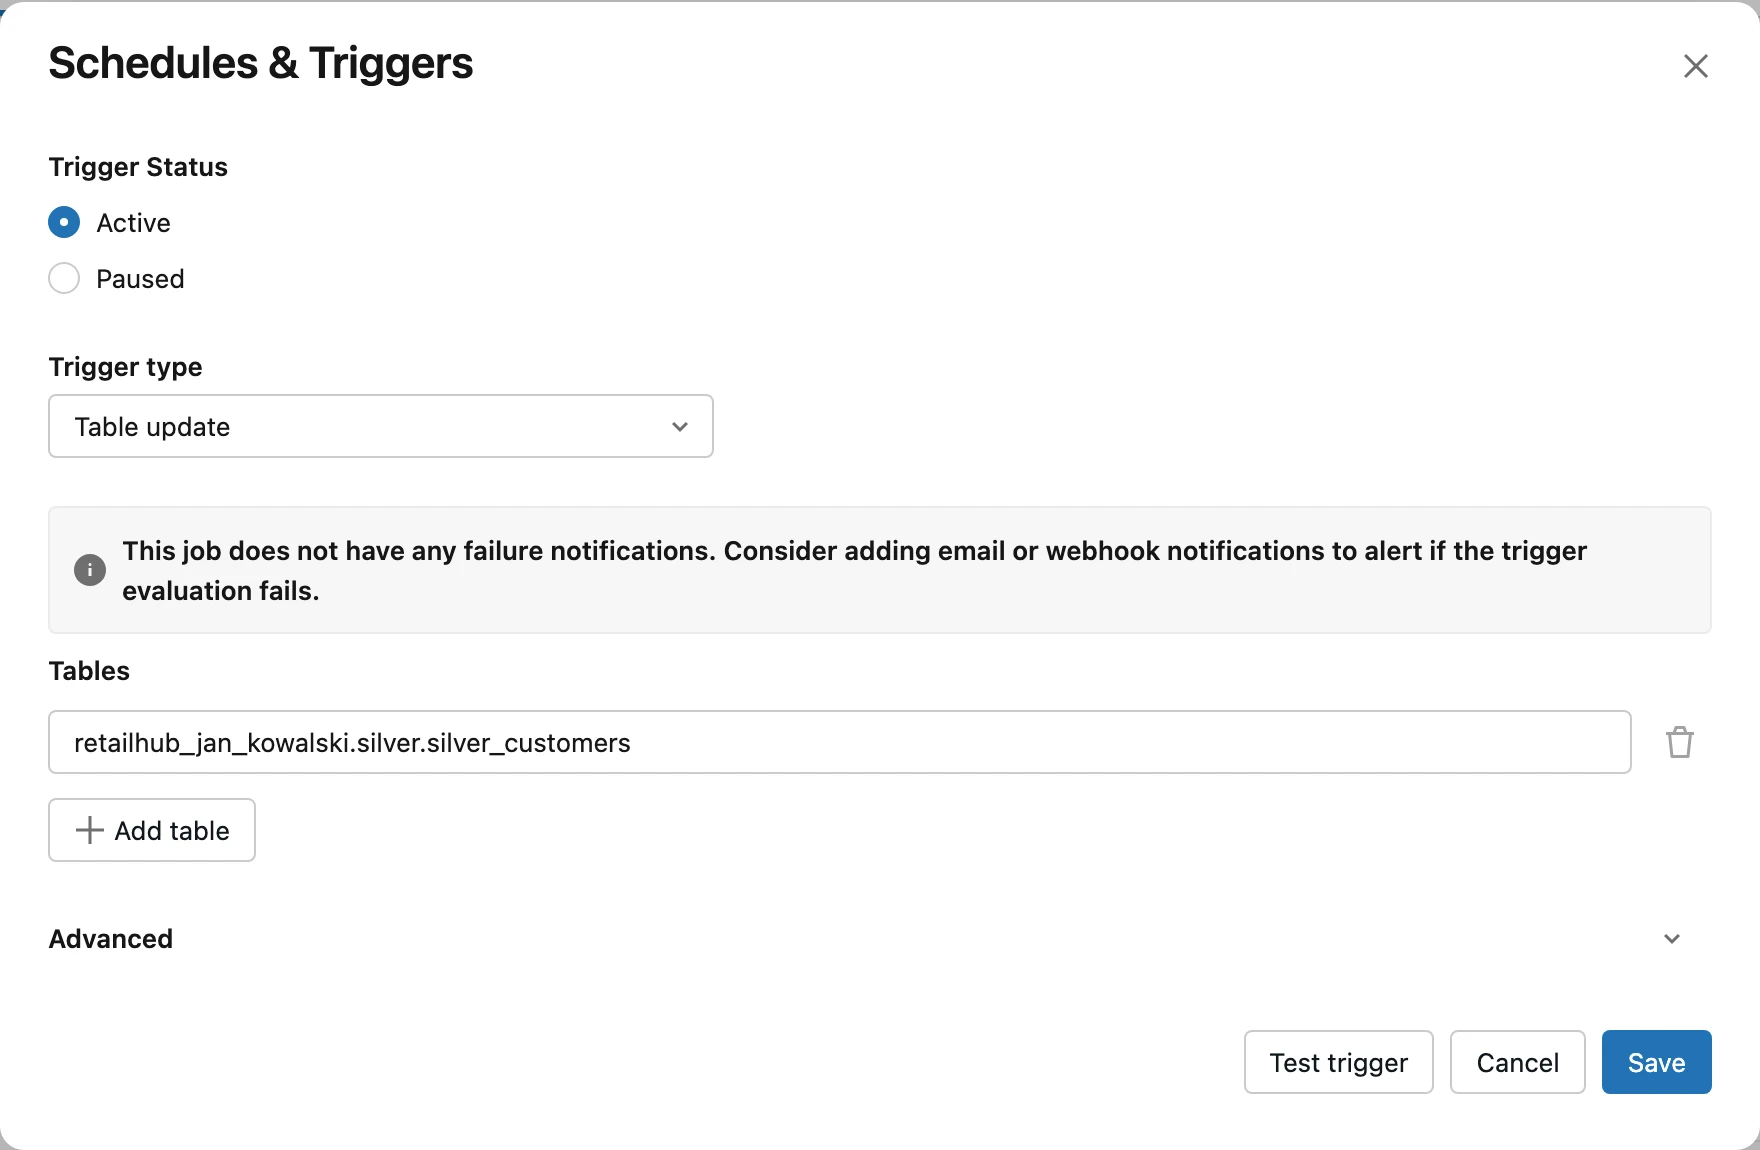 Schedules & Triggers
Trigger Status
Active
Paused
Trigger type
Table update
This job does not have any failure notifications. Consider adding email or webhook notifications to alert if the trigger
evaluation fails.
Tables
retailhub_jan_kowalski.silver.silver_customers
Add table
Advanced
Test trigger
Cancel
Save